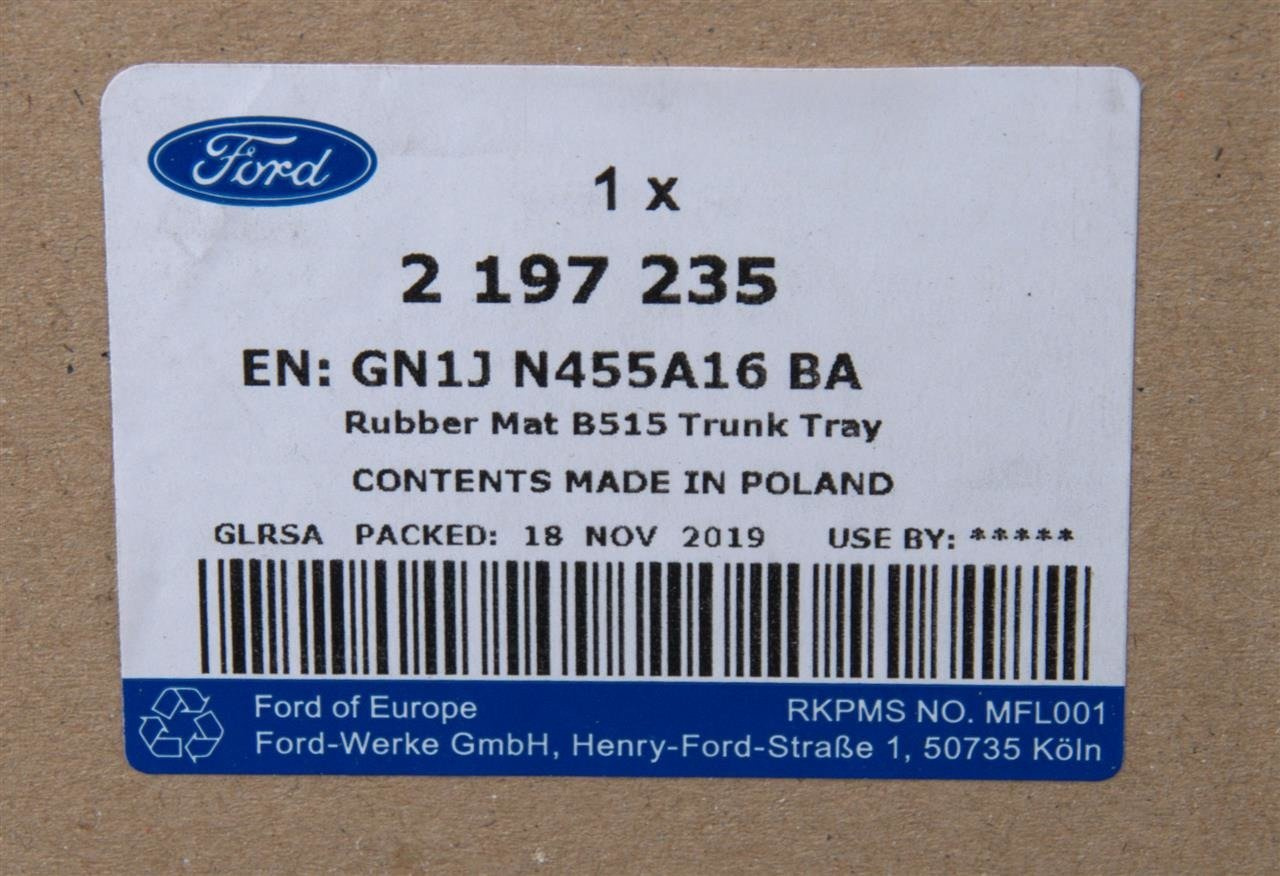 Ford
1 x
2 197 235
EN: GN1J N455A16 BA
Rubber Mat B515 Trunk Tray
CONTENTS MADE IN POLAND
GLRSA PACKED: 18 NOV 2019 USE BY: *****
Ford of Europe RKPMS NO. MFL001
Ford-Werke GmbH, Henry-Ford-Straße 1, 50735 Köln